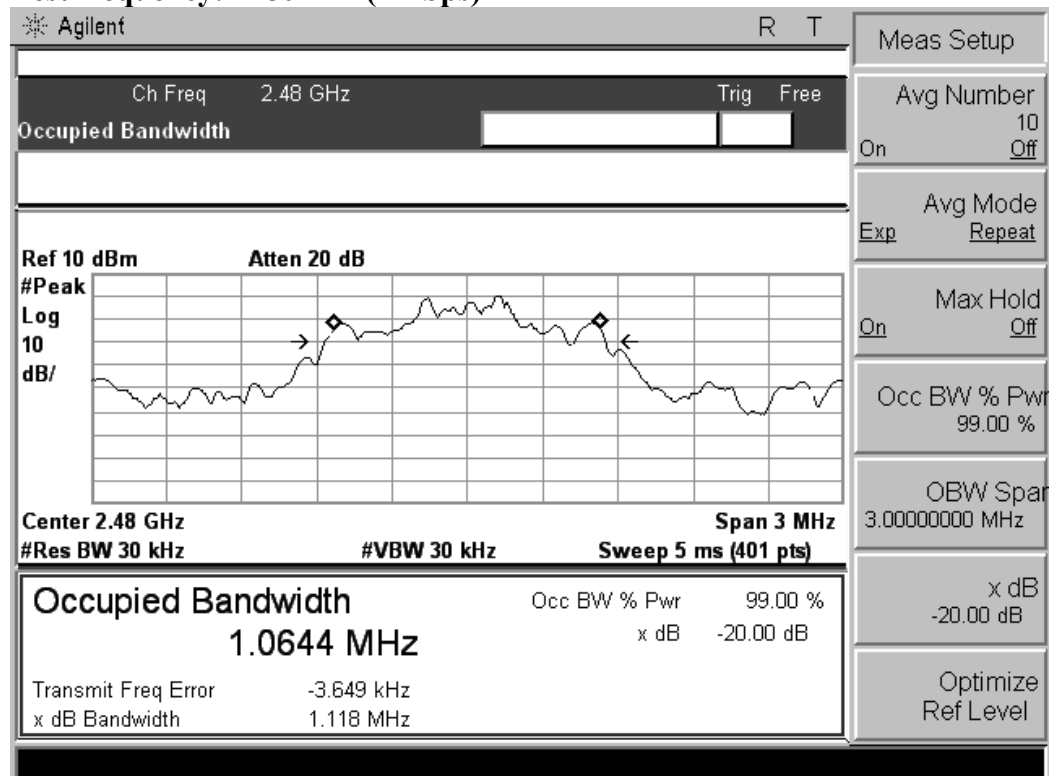 Agilent R T
Ch Freq 2.48 GHz Trig Free
Occupied Bandwidth
Ref 10 dBm Atten 20 dB
#Peak
Log
10
dB/
Center 2.48 GHz Span 3 MHz
#Res BW 30 kHz #VBW 30 kHz Sweep 5 ms (401 pts)
Occupied Bandwidth Occ BW % Pwr 99.00 %
1.0644 MHz x dB -20.00 dB
Transmit Freq Error -3.649 kHz
x dB Bandwidth 1.118 MHz
Meas Setup
Avg Number
10
On Off
Avg Mode
Exp Repeat
Max Hold
On Off
Occ BW % Pwr
99.00 %
OBW Span
3.00000000 MHz
x dB
-20.00 dB
Optimize
Ref Level